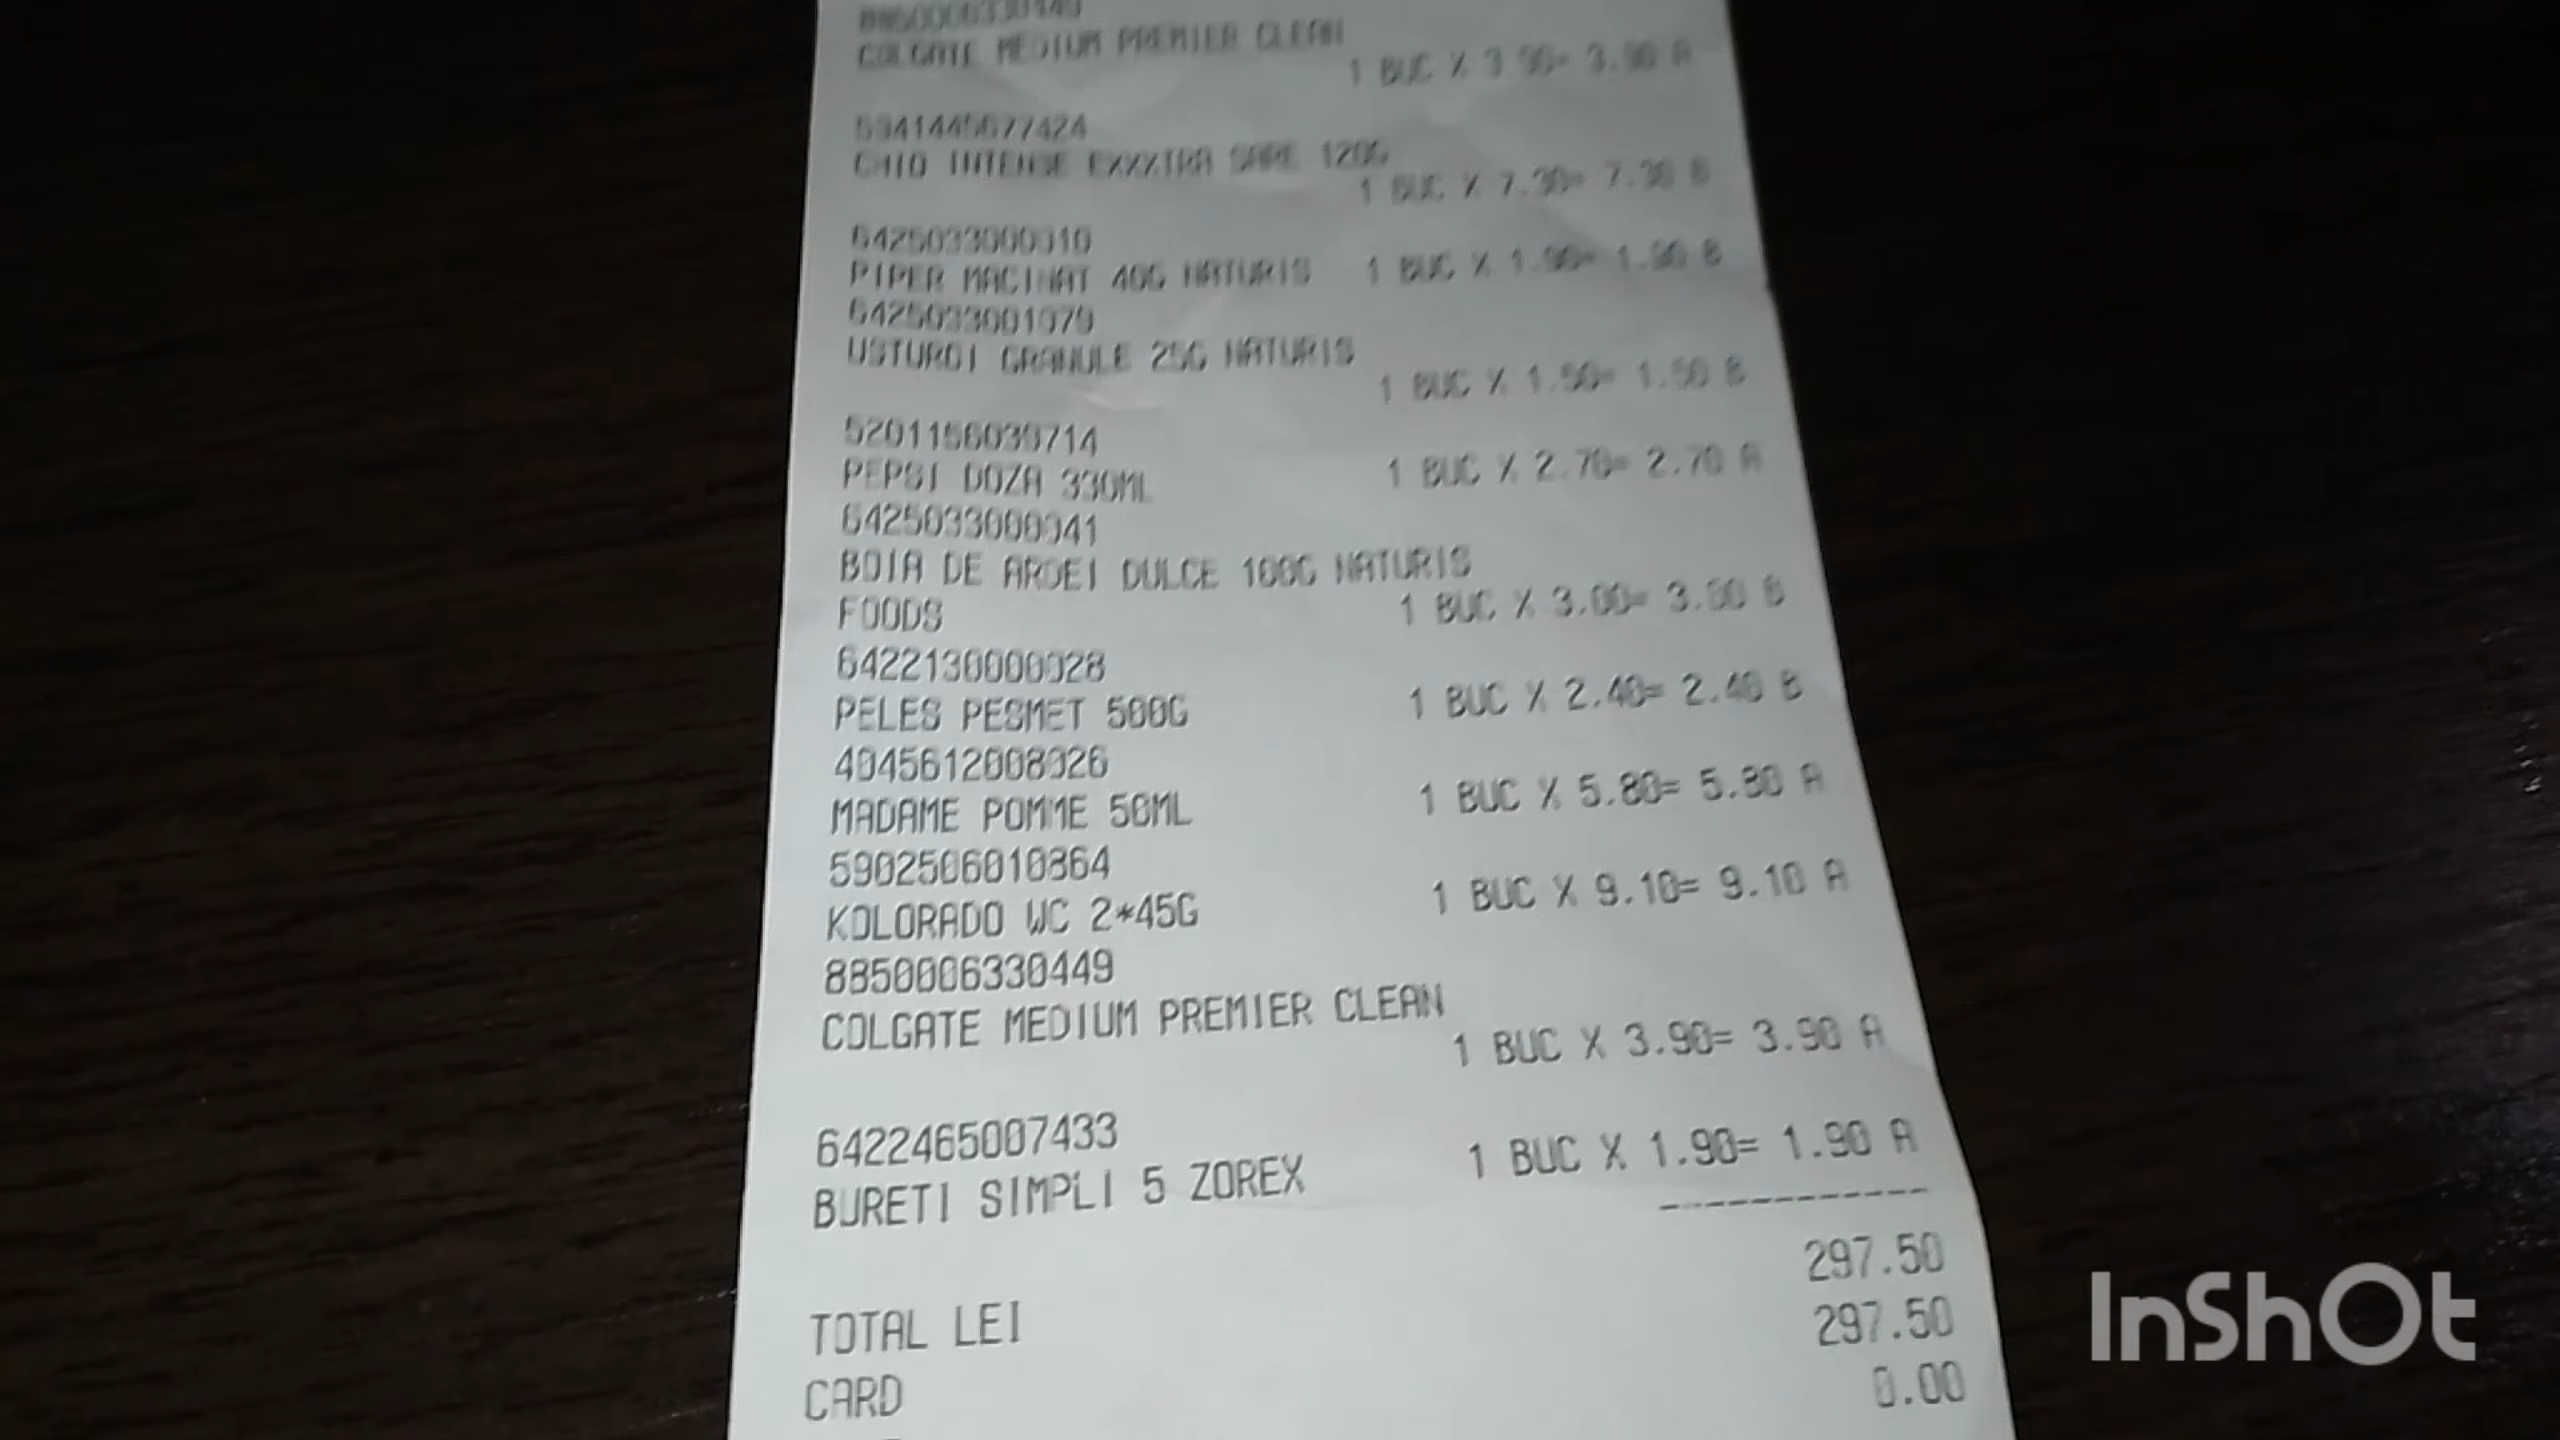 8850006330449
COLGATE MEDIUM PREMIER CLEAN
1 BUC X 3.90= 3.90 A
5941445677424
INTENSE EXXXTRA SARE 120G
1 BUC X 7.30= 7.30 B
6425033000010
PIPER MACINAT 40G NATURIS 1 BUC X 1.90= 1.90 B
6425033001079
USTUROI GRANULE 25G NATURIS
1 BUC X 1.50= 1.50 B
5201156039714
PEPSI DOZA 330ML 1 BUC X 2.70= 2.70 A
6425033000041
BOIA DE ARDEI DULCE 100G NATURIS
FOODS 1 BUC X 3.00= 3.00 B
6422130000028
PELES PESMET 500G 1 BUC X 2.40= 2.40 B
4045612008026
MADAME POMME 50ML 1 BUC X 5.80= 5.80 A
5902506010364
KOLORADO WC 2*45G 1 BUC X 9.10= 9.10 A
8850006330449
COLGATE MEDIUM PREMIER CLEAN
1 BUC X 3.90= 3.90 A
6422465007433
BURETI SIMPLI 5 ZOREX 1 BUC X 1.90= 1.90 A
------------
297.50
TOTAL LEI 297.50
CARD 0.00
InShOt